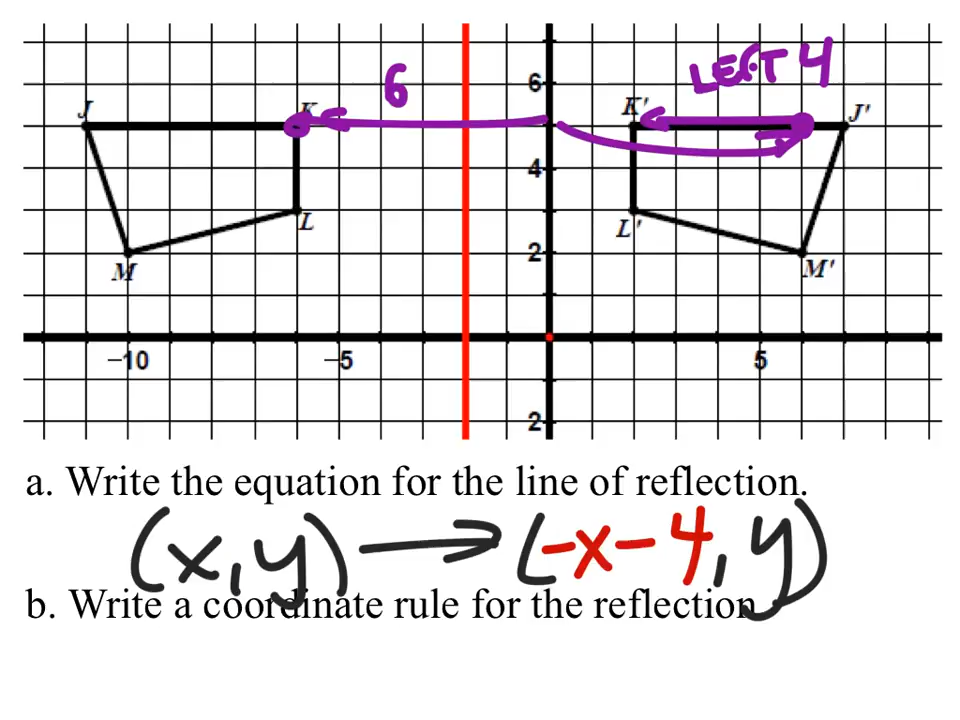 6 6 LEFT 4
J K K' J'
4
L L'
M 2 M'
−10 −5 5
2
a. Write the equation for the line of reflection.
(x,y) → (-x-4,y)
b. Write a coordinate rule for the reflection